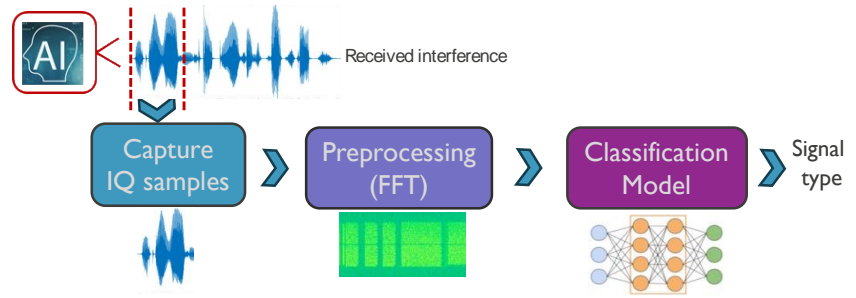 AI
Received interference
Capture
IQ samples
Preprocessing
(FFT)
Classification
Model
Signal
type